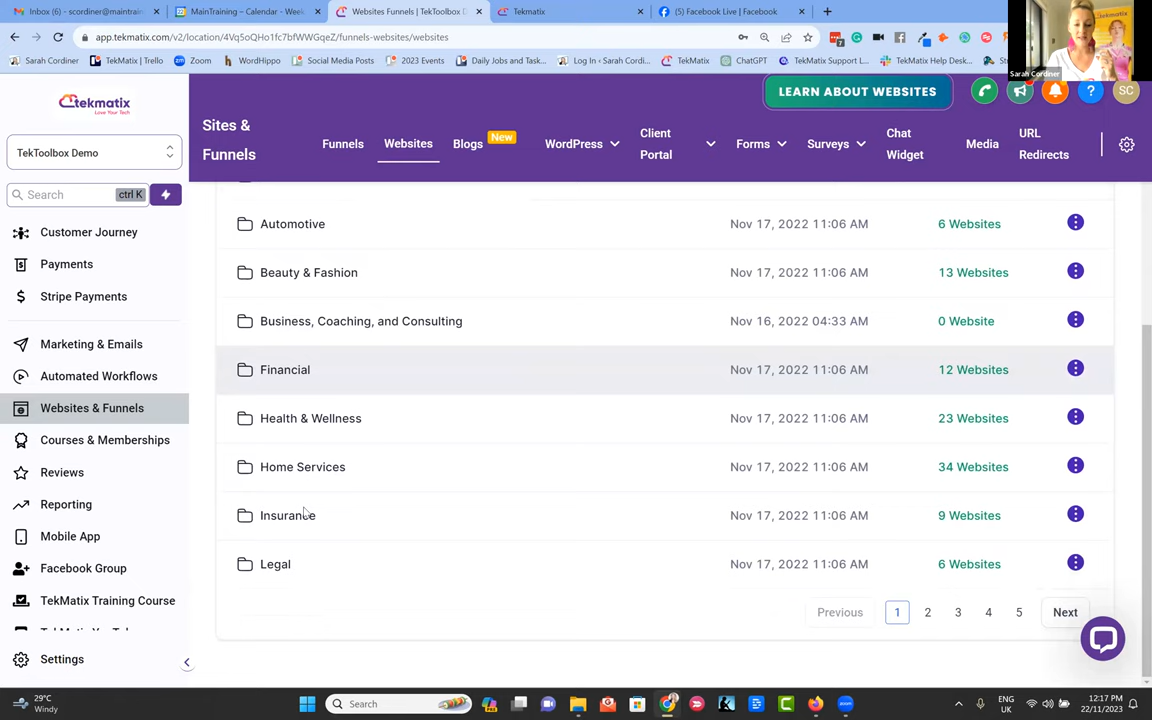 Inbox (6) - scordiner@maintrain
MainTraining - Calendar - Week
Websites Funnels | TekToolbox D
Tekmatix
(5) Facebook Live | Facebook
app.tekmatix.com/v2/location/4Vq5oQHo1fc7bfWWGqeZ/funnels-websites/websites
Sarah Cordiner
TekMatix | Trello
Zoom
WordHippo
Social Media Posts
2023 Events
Daily Jobs and Task...
Log In ‹ Sarah Cordi...
TekMatix
ChatGPT
TekMatix Support L...
TekMatix Help Desk...
Sarah Cordiner
tekmatix
Love Your Tech
TekToolbox Demo
Search
ctrl K
Customer Journey
Payments
Stripe Payments
Marketing & Emails
Automated Workflows
Websites & Funnels
Courses & Memberships
Reviews
Reporting
Mobile App
Facebook Group
TekMatix Training Course
Settings
LEARN ABOUT WEBSITES
SC
Sites &
Funnels
Funnels
Websites
Blogs
New
WordPress
Client
Portal
Forms
Surveys
Chat
Widget
Media
URL
Redirects
Automotive Nov 17, 2022 11:06 AM 6 Websites
Beauty & Fashion Nov 17, 2022 11:06 AM 13 Websites
Business, Coaching, and Consulting Nov 16, 2022 04:33 AM 0 Website
Financial Nov 17, 2022 11:06 AM 12 Websites
Health & Wellness Nov 17, 2022 11:06 AM 23 Websites
Home Services Nov 17, 2022 11:06 AM 34 Websites
Insurance Nov 17, 2022 11:06 AM 9 Websites
Legal Nov 17, 2022 11:06 AM 6 Websites
Previous 1 2 3 4 5 Next
29°C
Windy
Search
ENG
UK
12:17 PM
22/11/2023